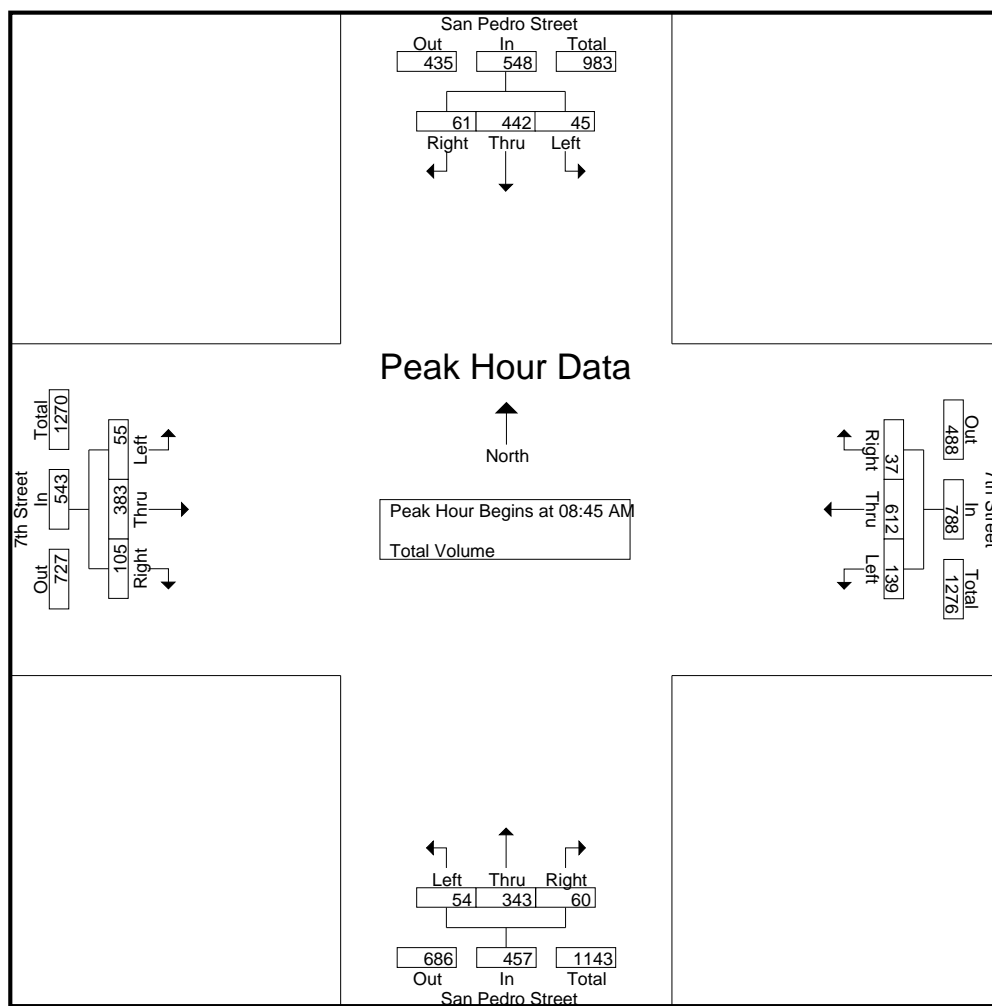 San Pedro Street
Out In Total
435 548 983
61 442 45
Right Thru Left
Peak Hour Data
North
Peak Hour Begins at 08:45 AM
Total Volume
7th Street
Out In Total
727 543 1270
105 383 55
Right Thru Left
7th Street
Out In Total
488 788 1276
37 612 139
Right Thru Left
Left Thru Right
54 343 60
686 457 1143
Out In Total
San Pedro Street